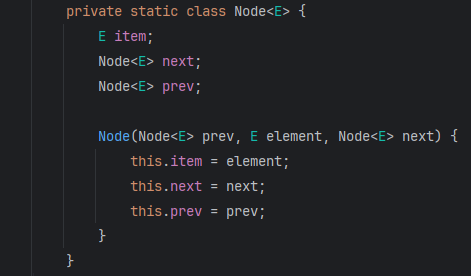 private static class Node<E> {
E item;
Node<E> next;
Node<E> prev;
Node(Node<E> prev, E element, Node<E> next) {
this.item = element;
this.next = next;
this.prev = prev;
}
}